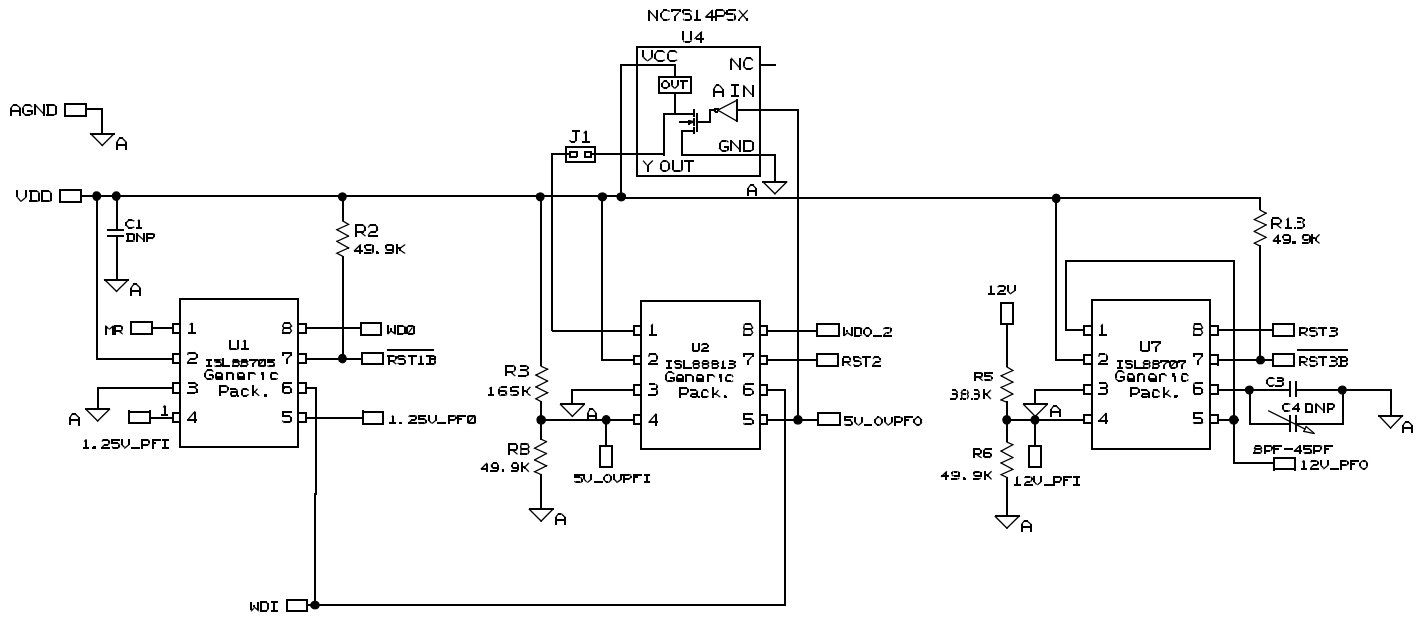 NC7S14P5X
U4
VCC
NC
OUT
A IN
GND
Y OUT
A
J1
AGND
A
VDD
C1
DNP
A
R2
49.9K
R13
49.9K
MR
1
2
3
4
8
7
6
5
U1
ISL88705
Generic
Pack.
WDO
RST1B
1.25V_PFO
A
1
1.25V_PFI
R3
165K
R8
49.9K
A
A
5V_OVPFI
1
2
3
4
8
7
6
5
U2
ISL88813
Generic
Pack.
WDO_2
RST2
5V_OVPFO
12V
R5
383K
R6
49.9K
A
A
12V_PFI
1
2
3
4
8
7
6
5
U7
ISL88707
Generic
Pack.
RST3
RST3B
C3
C4 DNP
8PF-45PF
A
12V_PFO
WDI